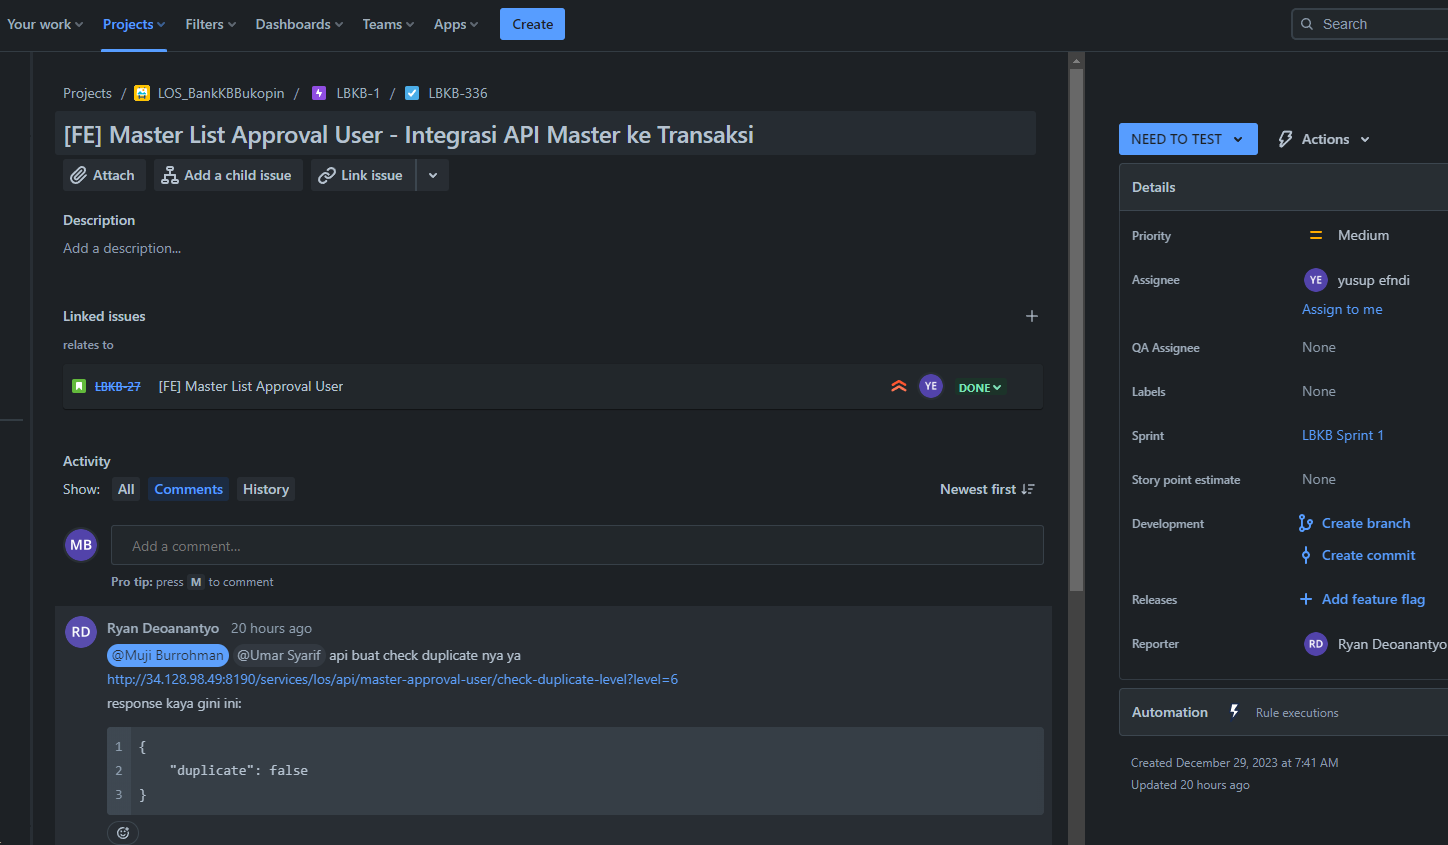 Your work Projects Filters Dashboards Teams Apps Create Search
Projects / LOS_BankKBBukopin / LBKB-1 / LBKB-336
[FE] Master List Approval User - Integrasi API Master ke Transaksi
Attach Add a child issue Link issue
Description
Add a description...
Linked issues
relates to
LBKB-27 [FE] Master List Approval User YE DONE
Activity
Show: All Comments History Newest first
MB Add a comment...
Pro tip: press M to comment
RD Ryan Deoanantyo 20 hours ago
@Muji Burrohman @Umar Syarif api buat check duplicate nya ya
http://34.128.98.49:8190/services/los/api/master-approval-user/check-duplicate-level?level=6
response kaya gini ini:
1 {
2 "duplicate": false
3 }
NEED TO TEST Actions
Details
Priority Medium
Assignee YE yusup efndi
Assign to me
QA Assignee None
Labels None
Sprint LBKB Sprint 1
Story point estimate None
Development Create branch
Create commit
Releases Add feature flag
Reporter RD Ryan Deoanantyo
Automation Rule executions
Created December 29, 2023 at 7:41 AM
Updated 20 hours ago